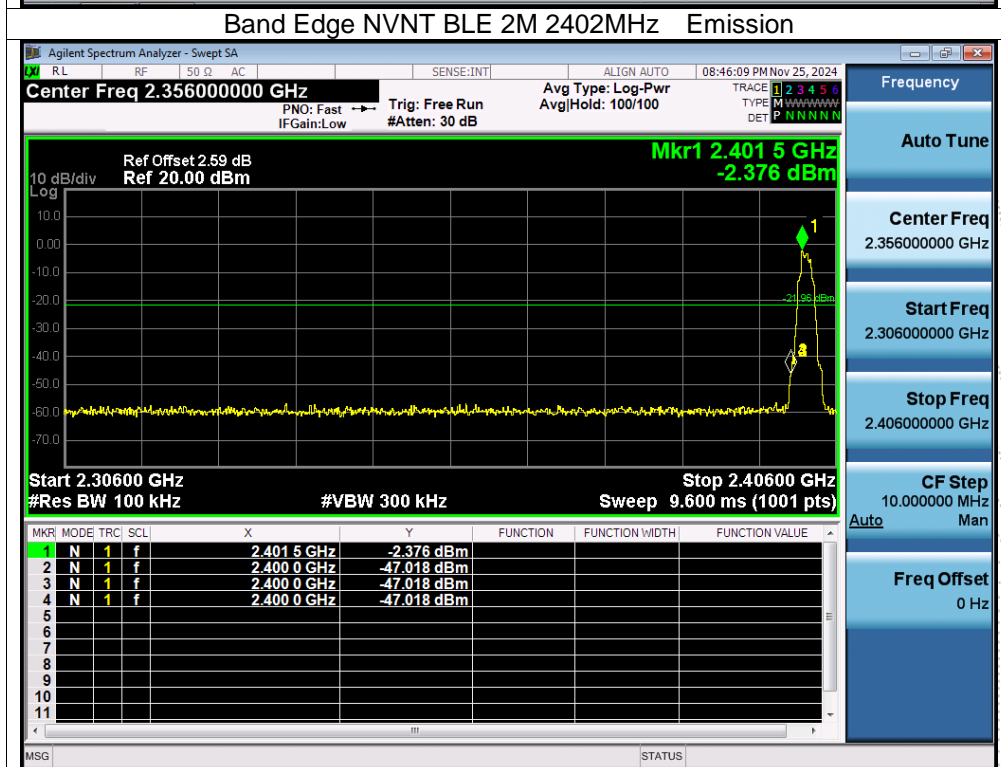 Band Edge NVNT BLE 2M 2402MHz Emission
Agilent Spectrum Analyzer - Swept SA
LXI RL RF 50 Ω AC SENSE:INT ALIGN AUTO 08:46:09 PM Nov 25, 2024
Center Freq 2.356000000 GHz
PNO: Fast
IFGain:Low
Trig: Free Run
#Atten: 30 dB
Avg Type: Log-Pwr
Avg|Hold: 100/100
TRACE 1 2 3 4 5 6
TYPE M WWWWW
DET P N N N N N
Frequency
Auto Tune
Center Freq
2.356000000 GHz
Start Freq
2.306000000 GHz
Stop Freq
2.406000000 GHz
CF Step
10.000000 MHz
Auto Man
Freq Offset
0 Hz
Mkr1 2.401 5 GHz
-2.376 dBm
Ref Offset 2.59 dB
10 dB/div Ref 20.00 dBm
Log
10.0
0.00
-10.0
-20.0
-30.0
-40.0
-50.0
-60.0
-70.0
1
-21.96 dBm
Start 2.30600 GHz Stop 2.40600 GHz
#Res BW 100 kHz #VBW 300 kHz Sweep 9.600 ms (1001 pts)
MKR MODE TRC SCL X Y FUNCTION FUNCTION WIDTH FUNCTION VALUE
1 N 1 f 2.401 5 GHz -2.376 dBm
2 N 1 f 2.400 0 GHz -47.018 dBm
3 N 1 f 2.400 0 GHz -47.018 dBm
4 N 1 f 2.400 0 GHz -47.018 dBm
5
6
7
8
9
10
11
MSG STATUS